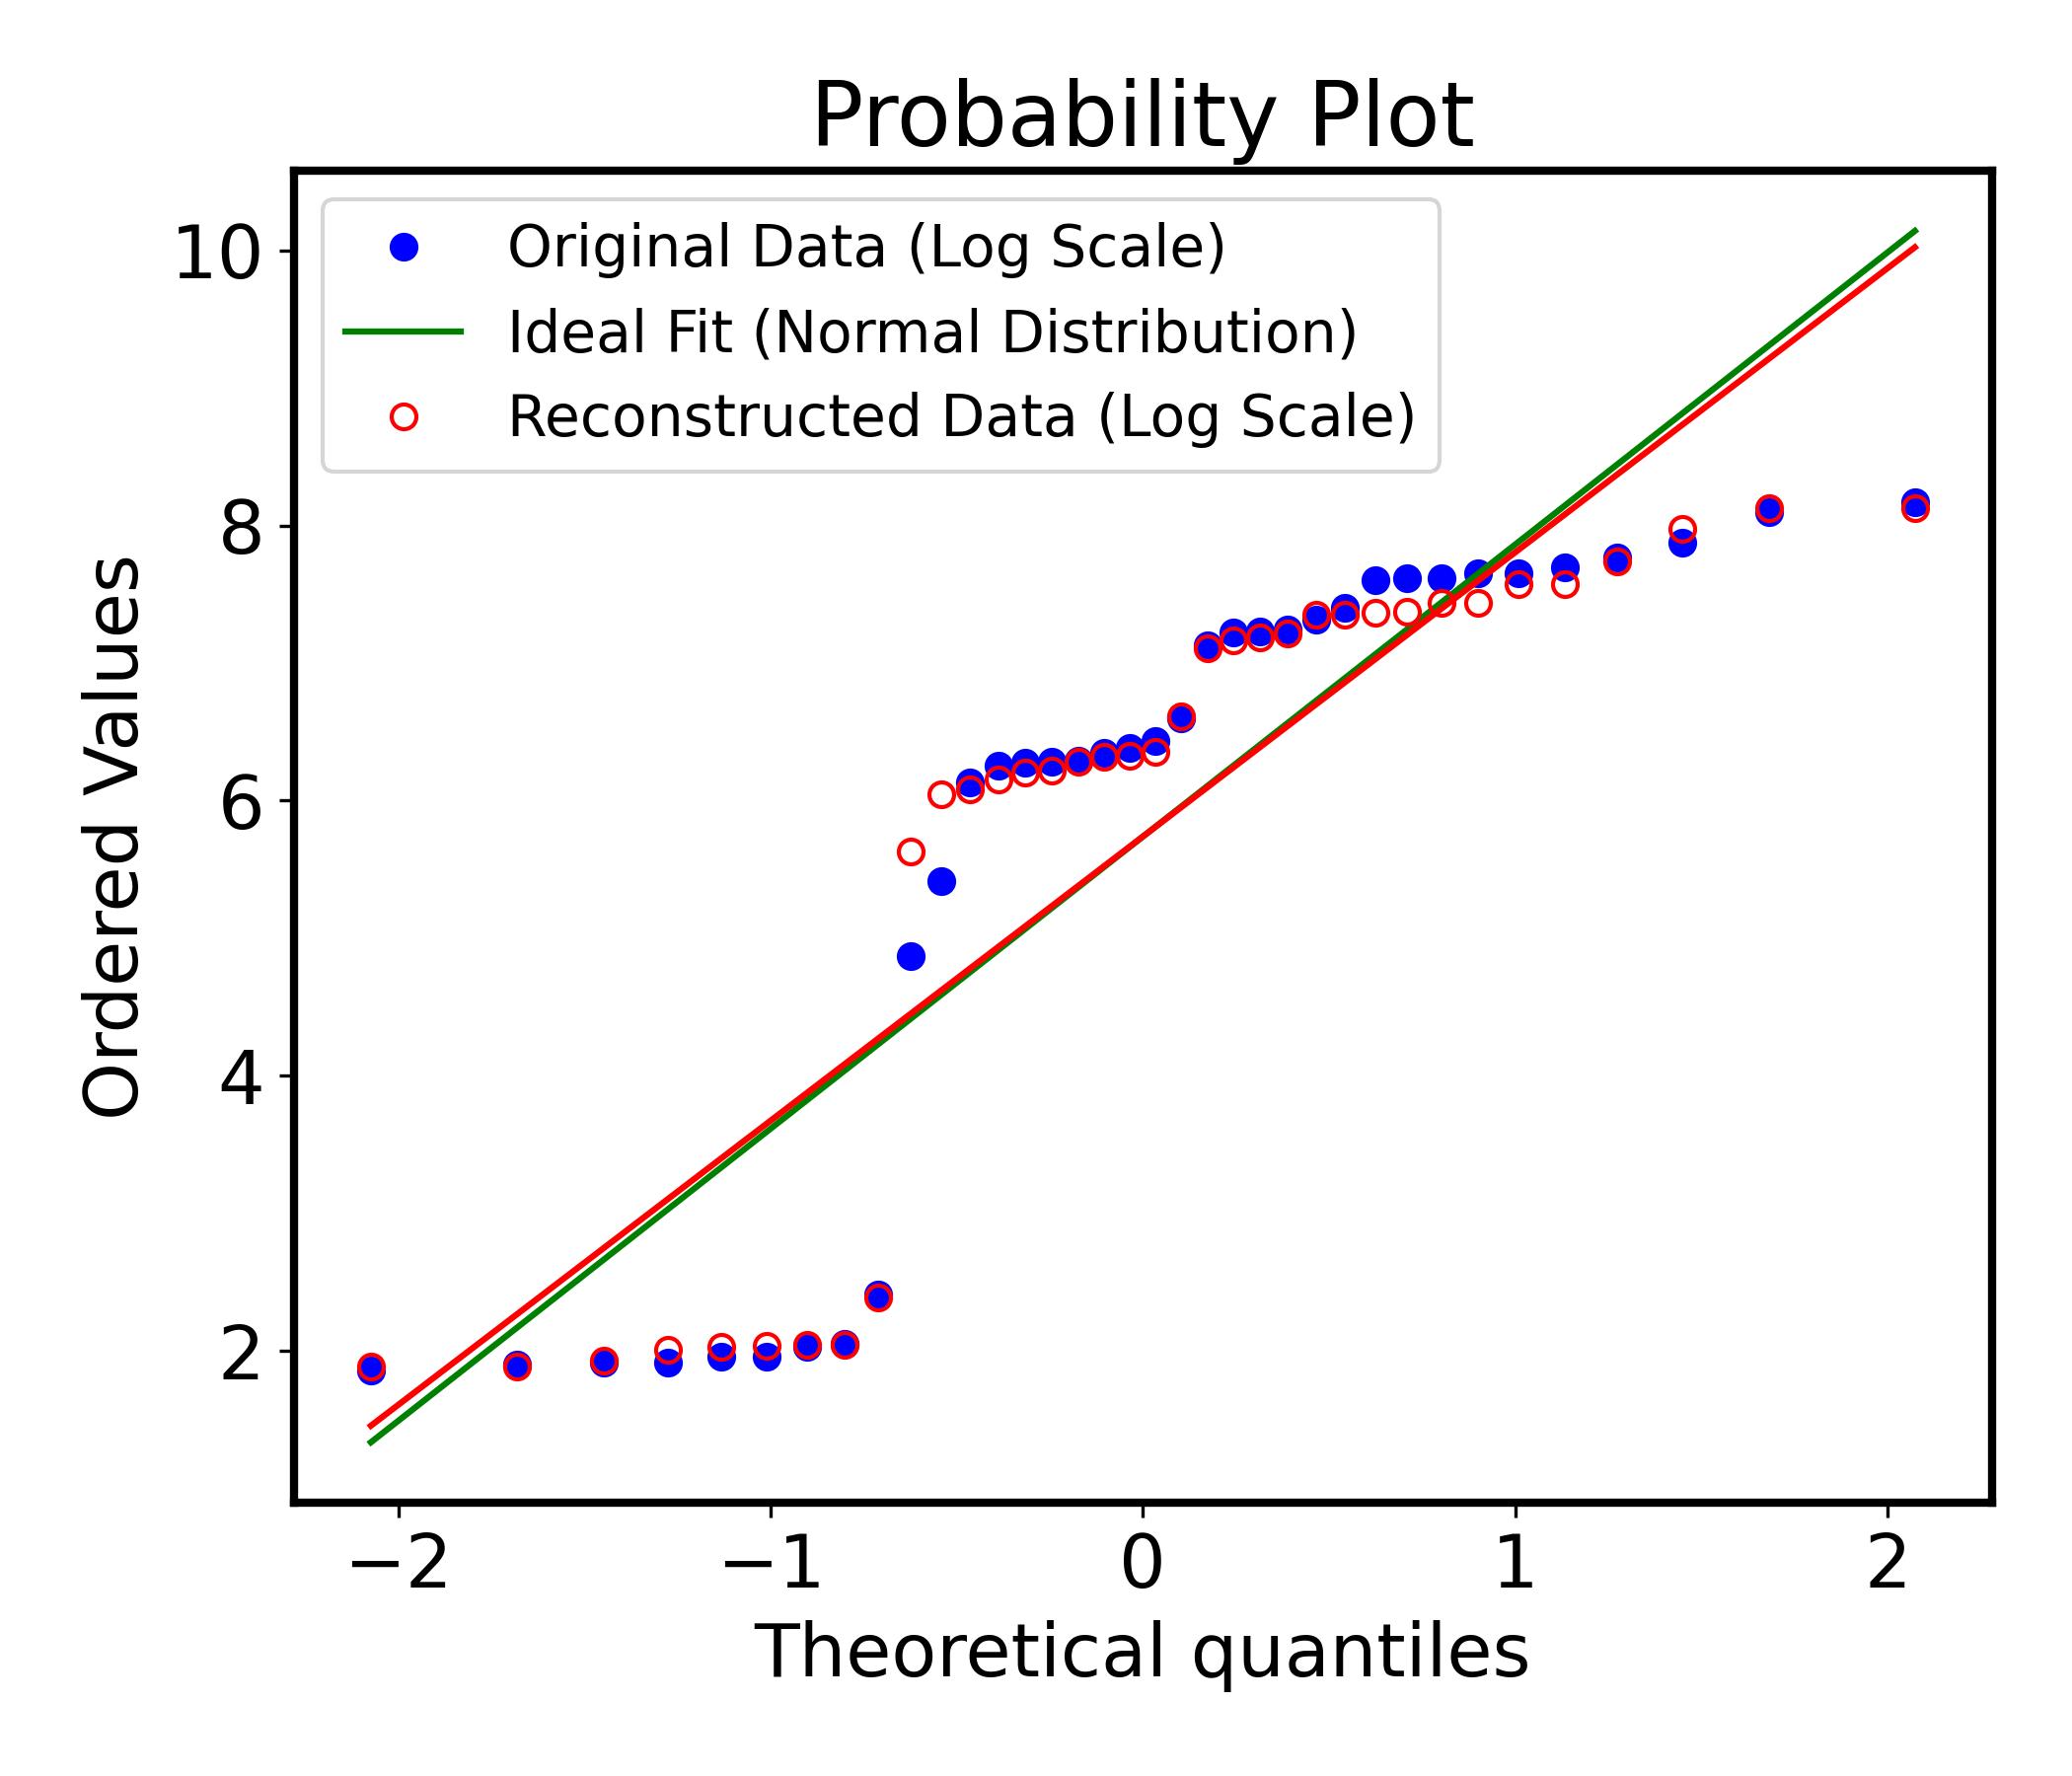 Probability Plot
Original Data (Log Scale)
Ideal Fit (Normal Distribution)
Reconstructed Data (Log Scale)
10
8
6
4
2
Ordered Values
−2 −1 0 1 2
Theoretical quantiles